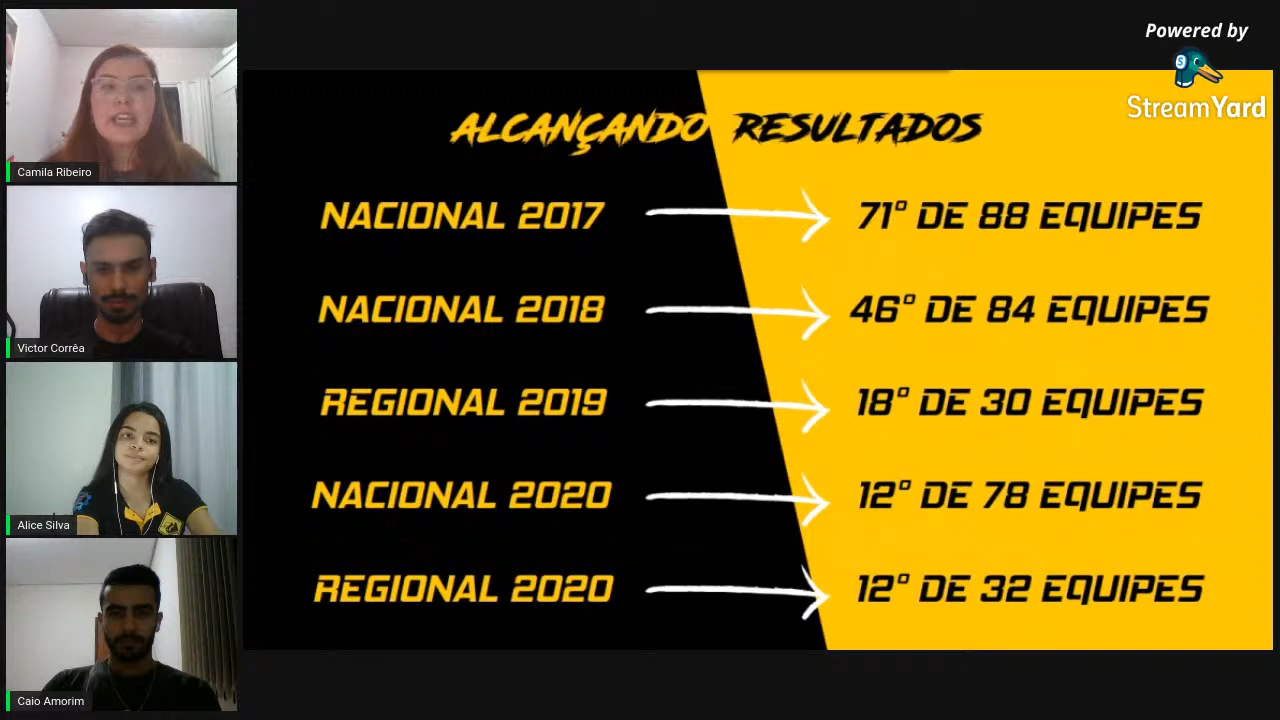 Powered by
StreamYard
ALCANÇANDO RESULTADOS
NACIONAL 2017 71° DE 88 EQUIPES
NACIONAL 2018 46° DE 84 EQUIPES
REGIONAL 2019 18° DE 30 EQUIPES
NACIONAL 2020 12° DE 78 EQUIPES
REGIONAL 2020 12° DE 32 EQUIPES
Camila Ribeiro
Victor Corrêa
Alice Silva
Caio Amorim